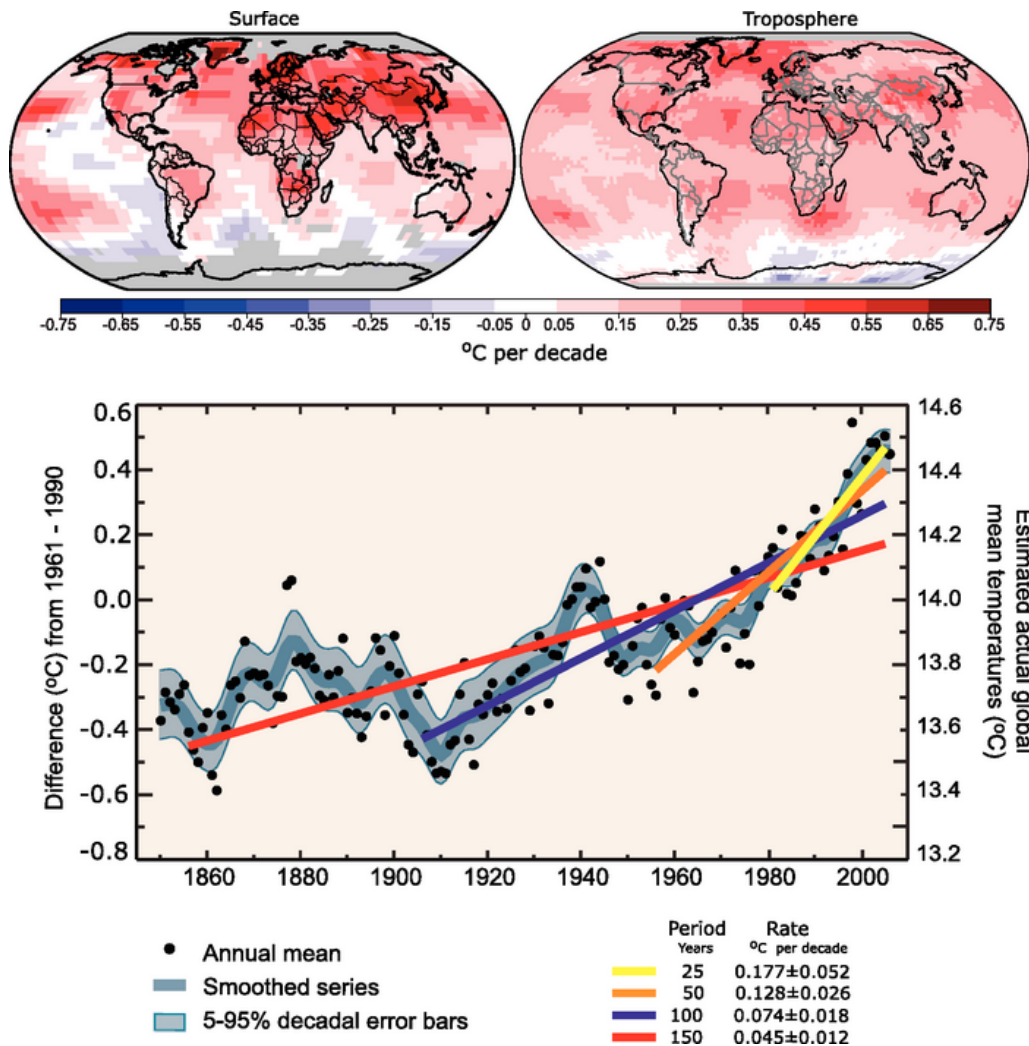 Surface
Troposphere
-0.75 -0.65 -0.55 -0.45 -0.35 -0.25 -0.15 -0.05 0 0.05 0.15 0.25 0.35 0.45 0.55 0.65 0.75
ºC per decade
Difference (ºC) from 1961 - 1990
0.6
0.4
0.2
0.0
-0.2
-0.4
-0.6
-0.8
14.6
14.4
14.2
14.0
13.8
13.6
13.4
13.2
Estimated actual global
mean temperatures (ºC)
1860 1880 1900 1920 1940 1960 1980 2000
Annual mean
Smoothed series
5-95% decadal error bars
Period Rate
Years ºC per decade
25 0.177±0.052
50 0.128±0.026
100 0.074±0.018
150 0.045±0.012